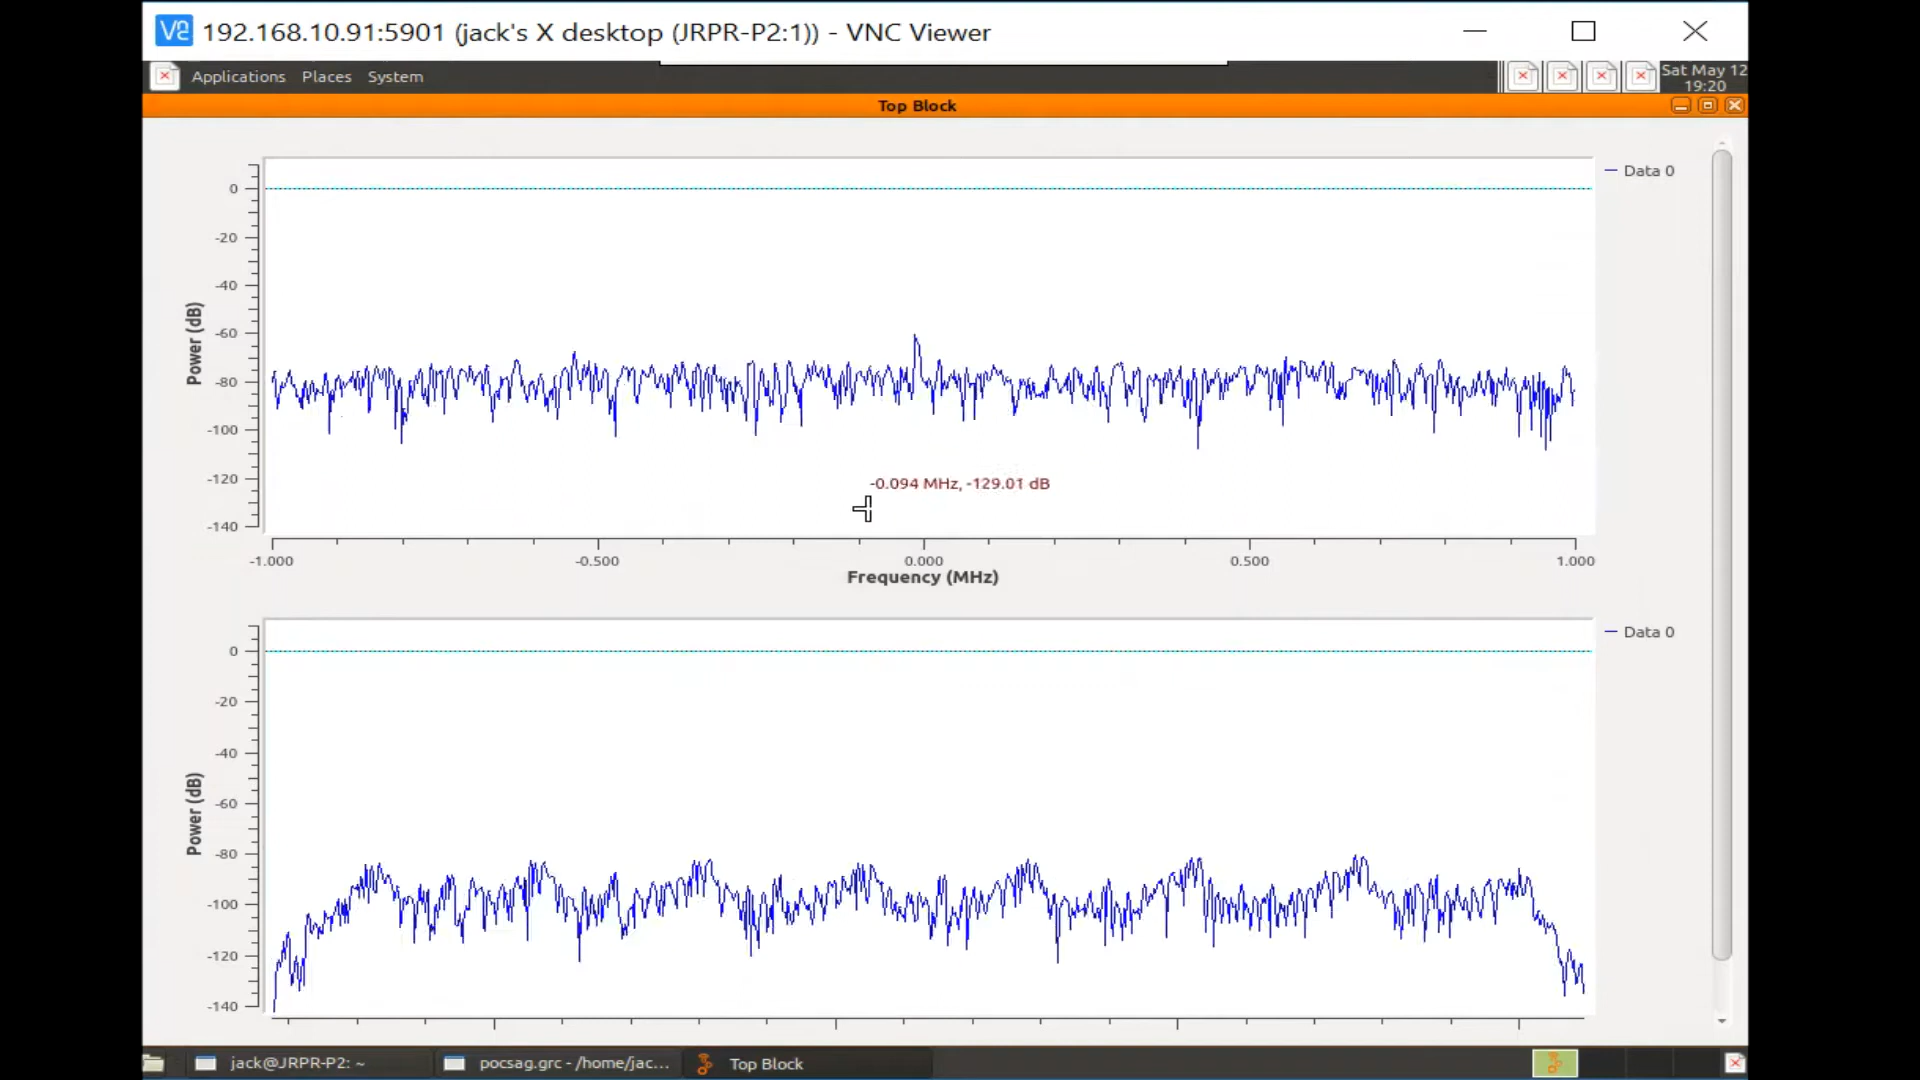 V2 192.168.10.91:5901 (jack's X desktop (JRPR-P2:1)) - VNC Viewer
Applications Places System
Sat May 12
19:20
Top Block
Data 0
0
-20
-40
-60
-80
-100
-120
-140
Power (dB)
-0.094 MHz, -129.01 dB
-1.000 -0.500 0.000 0.500 1.000
Frequency (MHz)
Data 0
0
-20
-40
-60
-80
-100
-120
-140
Power (dB)
jack@JRPR-P2: ~ pocsag.grc - /home/jac... Top Block